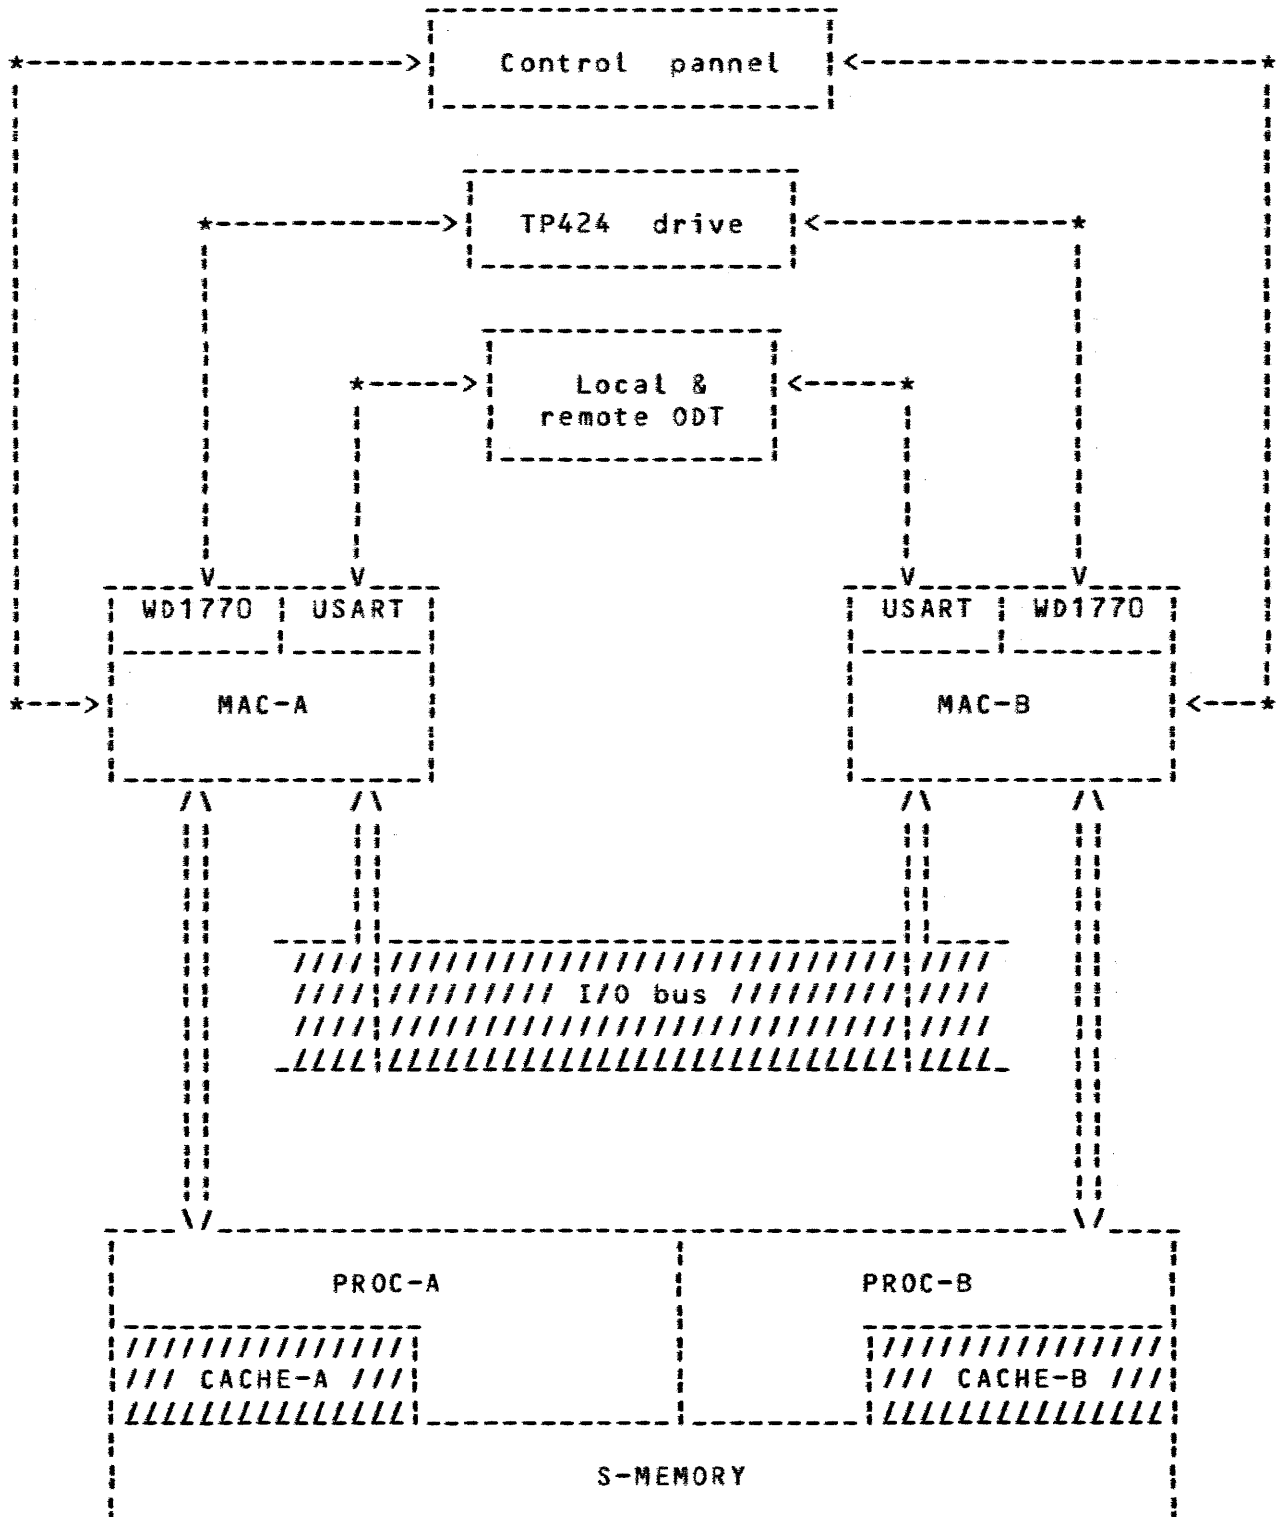 Control pannel
TP424 drive
Local &
remote ODT
WD1770 USART
USART WD1770
MAC-A
MAC-B
I/O bus
PROC-A
PROC-B
CACHE-A
CACHE-B
S-MEMORY